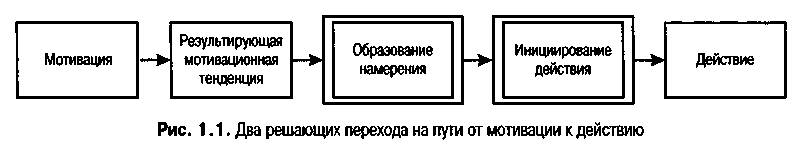 Мотивация
Результирующая
мотивационная
тенденция
Образование
намерения
Инициирование
действия
Действие
Рис. 1.1. Два решающих перехода на пути от мотивации к действию